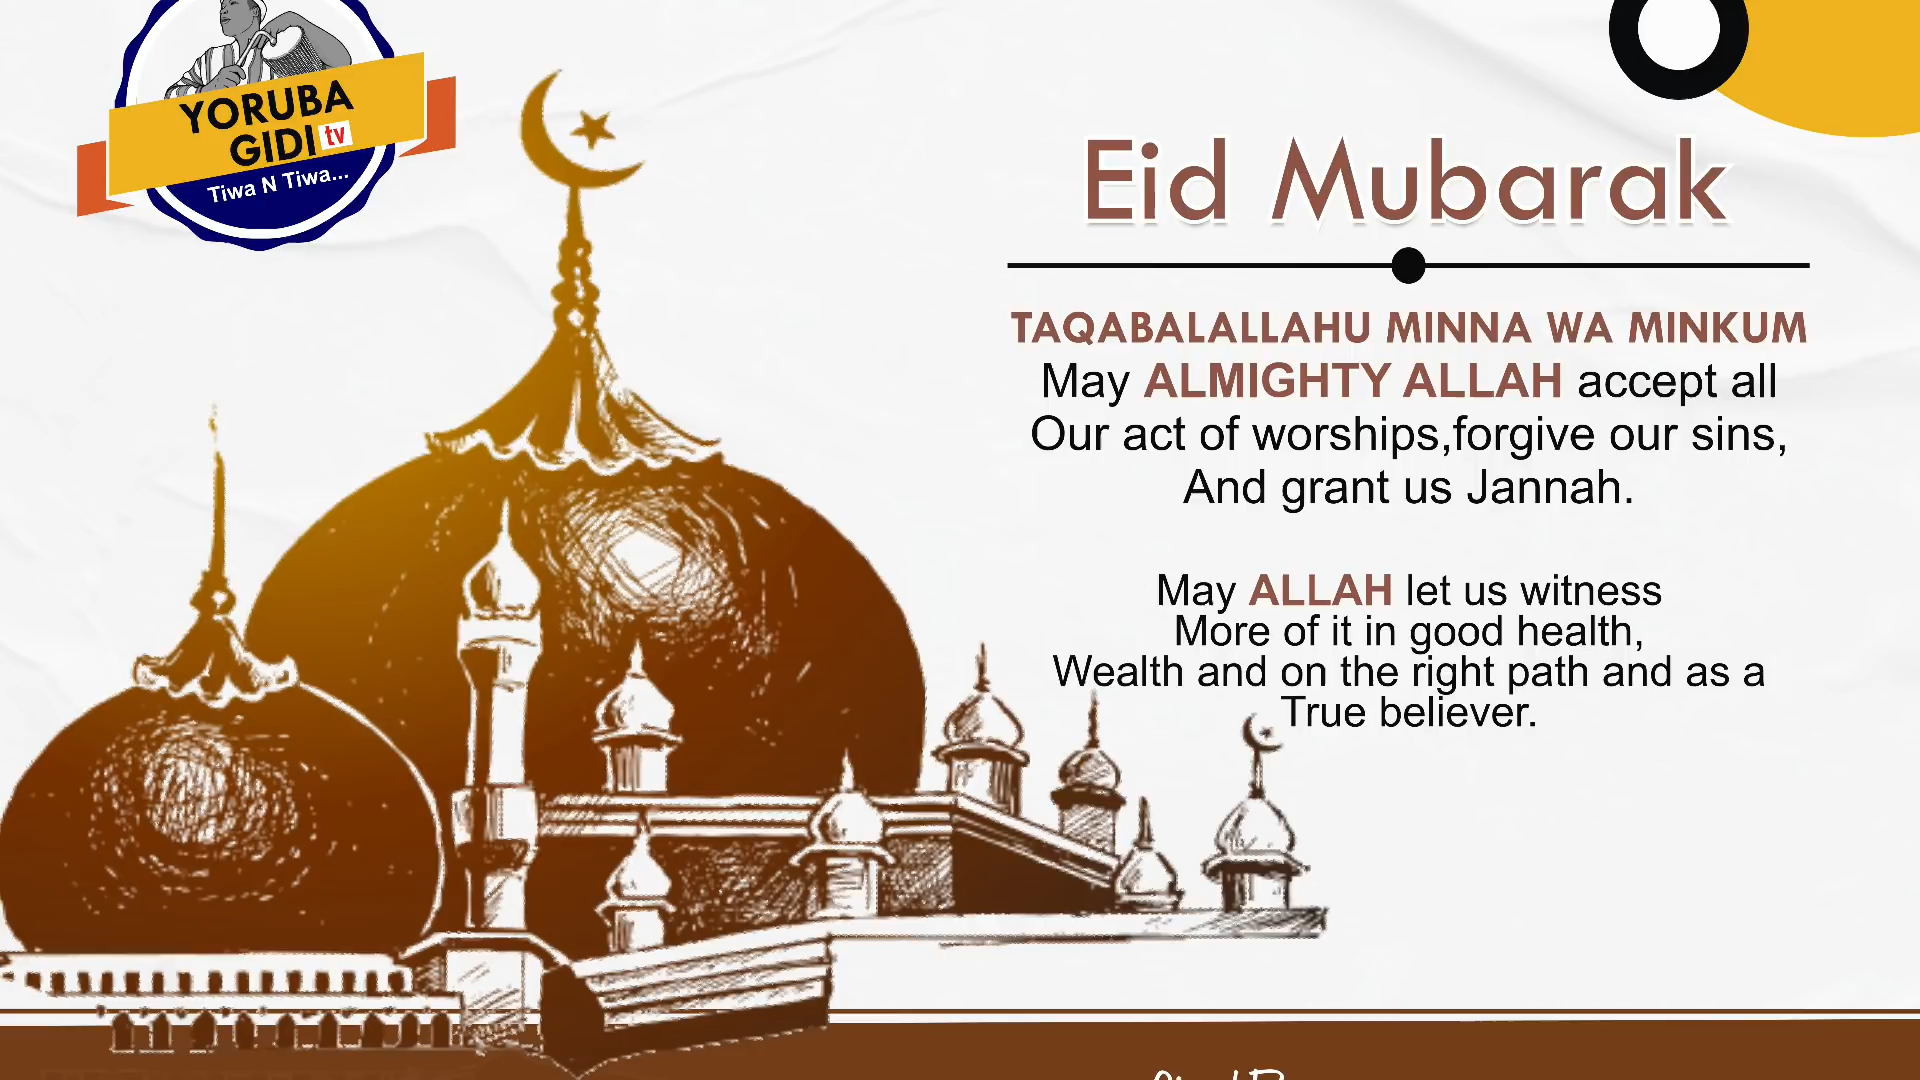 YORUBA
GIDI tv
Tiwa N Tiwa...
Eid Mubarak
TAQABALALLAHU MINNA WA MINKUM
May ALMIGHTY ALLAH accept all
Our act of worships,forgive our sins,
And grant us Jannah.
May ALLAH let us witness
More of it in good health,
Wealth and on the right path and as a
True believer.